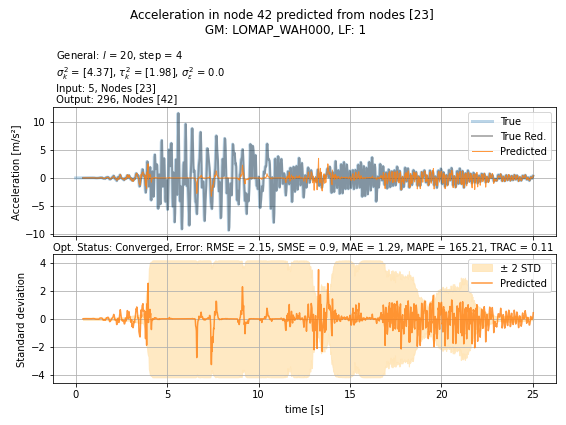 Acceleration in node 42 predicted from nodes [23]
GM: LOMAP_WAH000, LF: 1
General: l = 20, step = 4
σ²ₖ = [4.37], τ²ₖ = [1.98], σ²ε = 0.0
Input: 5, Nodes [23]
Output: 296, Nodes [42]
Acceleration [m/s²]
10
5
0
−5
−10
True
True Red.
Predicted
Opt. Status: Converged, Error: RMSE = 2.15, SMSE = 0.9, MAE = 1.29, MAPE = 165.21, TRAC = 0.11
Standard deviation
4
2
0
−2
−4
± 2 STD
Predicted
0
5
10
15
20
25
time [s]